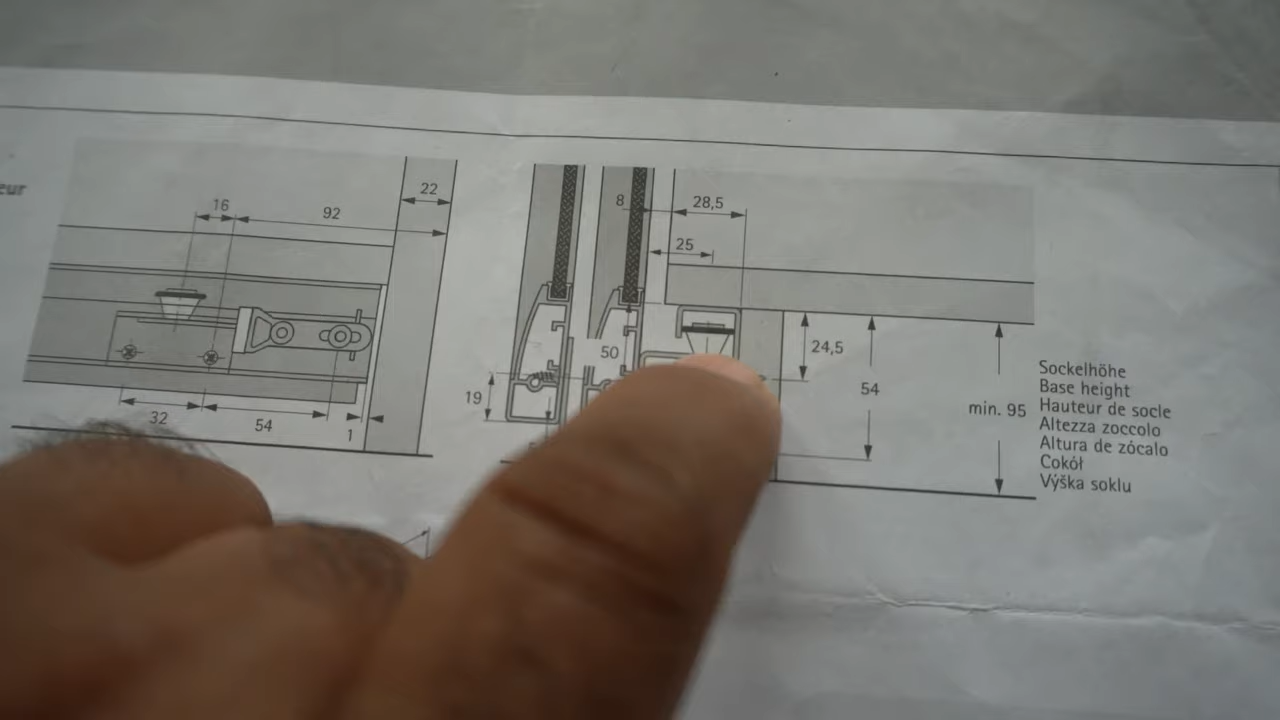 eur
16
92
22
32
54
1
8
28,5
25
50
19
24,5
54
min. 95
Sockelhöhe
Base height
Hauteur de socle
Altezza zoccolo
Altura de zócalo
Cokół
Výška soklu